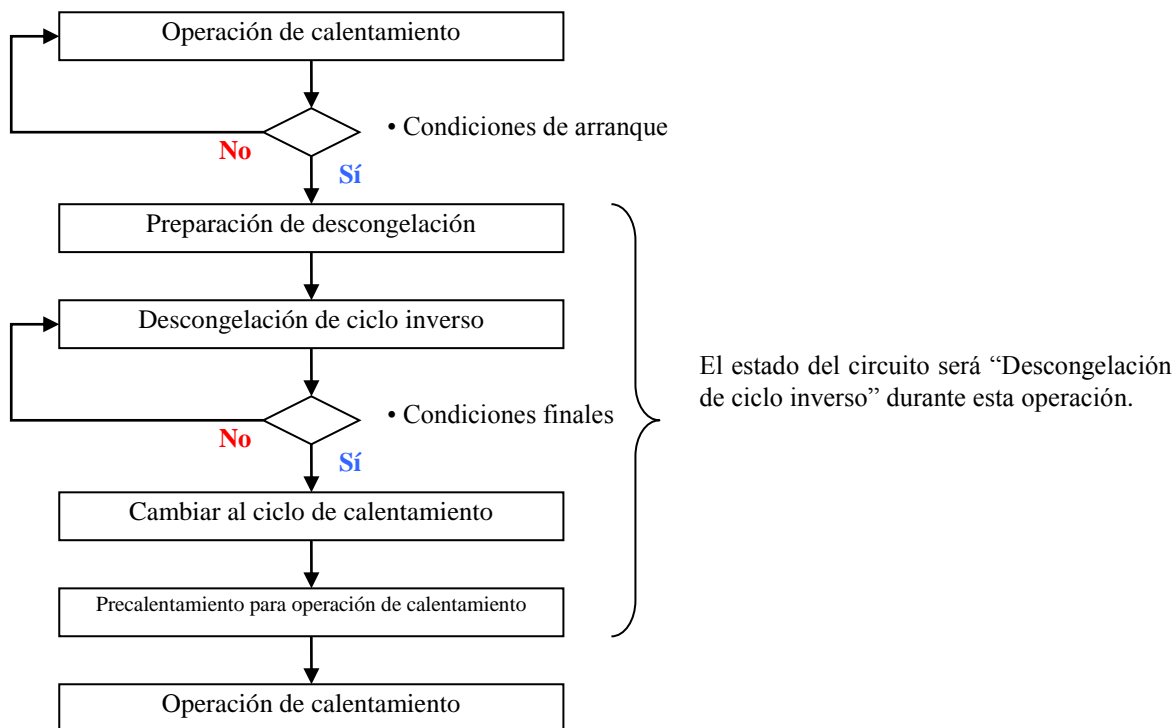 Operación de calentamiento
• Condiciones de arranque
No
Sí
Preparación de descongelación
Descongelación de ciclo inverso
El estado del circuito será “Descongelación
de ciclo inverso” durante esta operación.
• Condiciones finales
No
Sí
Cambiar al ciclo de calentamiento
Precalentamiento para operación de calentamiento
Operación de calentamiento